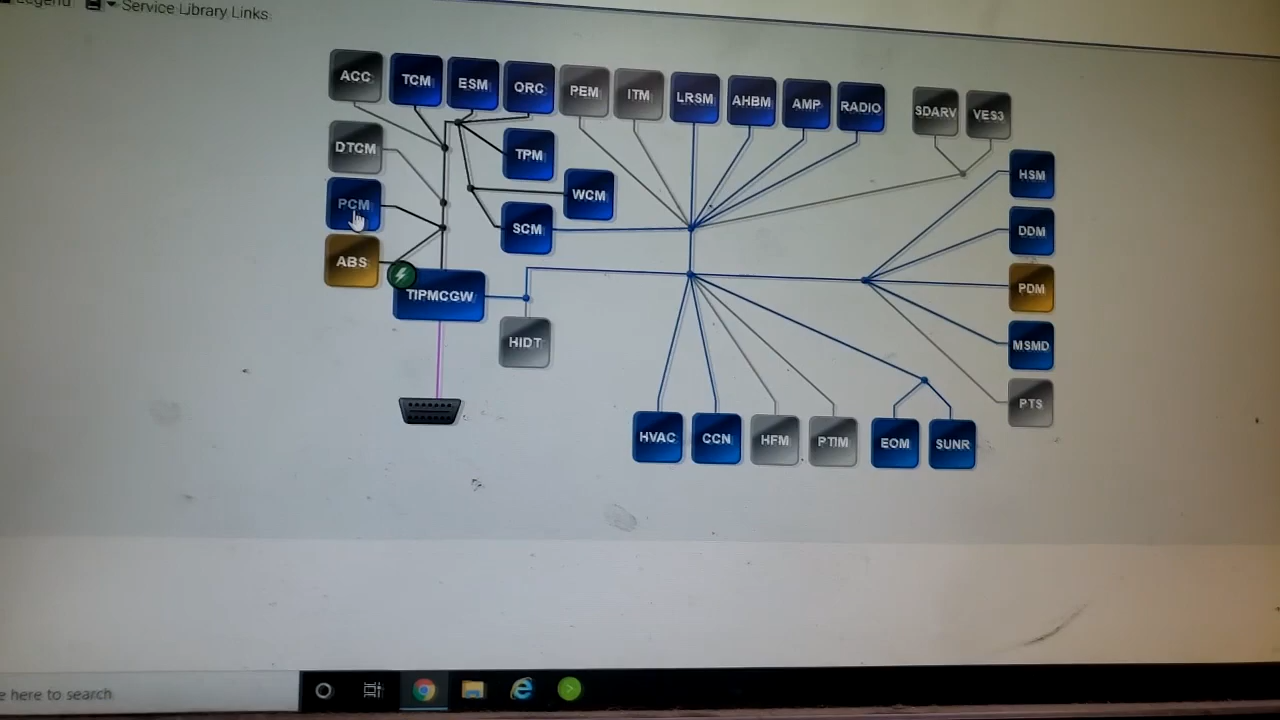 Legend Service Library Links
ACC TCM ESM ORC PEM ITM LRSM AHBM AMP RADIO SDARV VES3
DTCM TPM HSM
PCM WCM
SCM DDM
ABS
TIPMCGW PDM
HIDT MSMD
PTS
HVAC CCN HFM PTIM EOM SUNR
e here to search